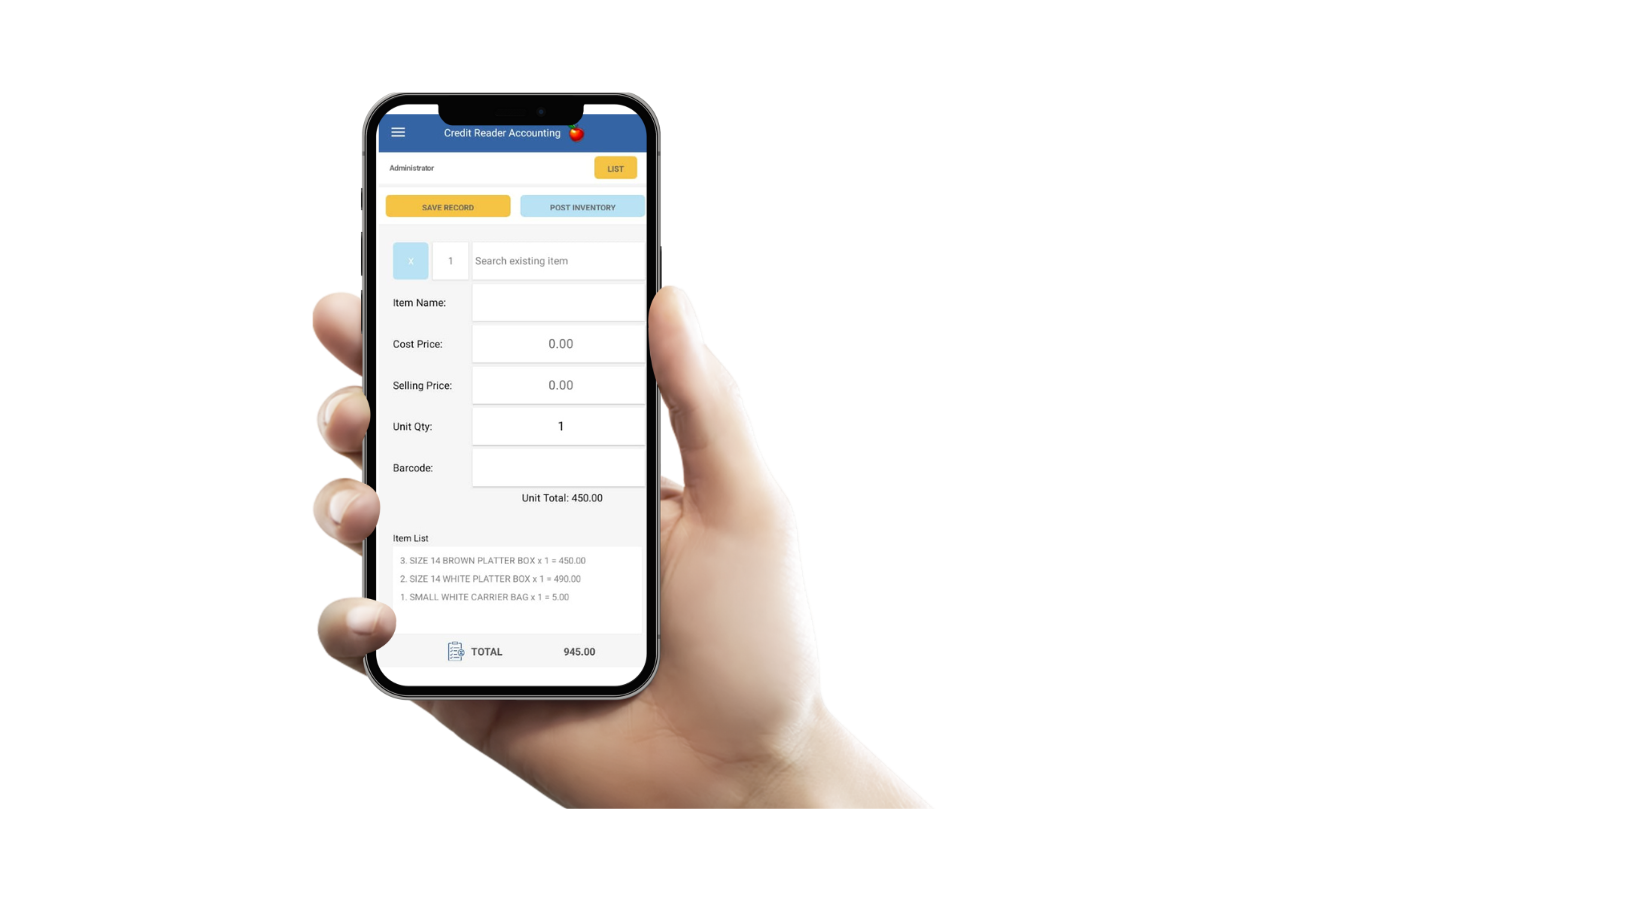 Credit Reader Accounting
Administrator
LIST
SAVE RECORD
POST INVENTORY
x
1
Search existing item
Item Name:
Cost Price:
0.00
Selling Price:
0.00
Unit Qty:
1
Barcode:
Unit Total: 450.00
Item List
3. SIZE 14 BROWN PLATTER BOX x 1 = 450.00
2. SIZE 14 WHITE PLATTER BOX x 1 = 490.00
1. SMALL WHITE CARRIER BAG x 1 = 5.00
TOTAL
945.00